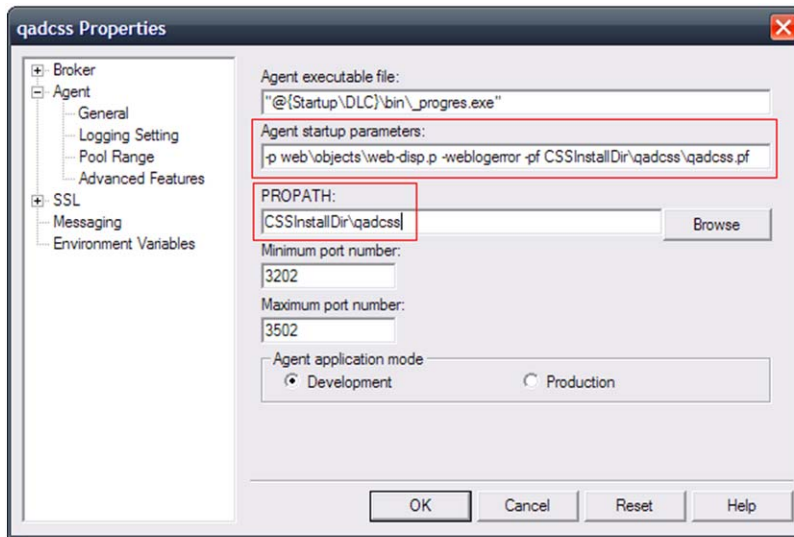 qadcss Properties
Broker
Agent
General
Logging Setting
Pool Range
Advanced Features
SSL
Messaging
Environment Variables
Agent executable file:
"@{Startup\DLC}\bin\_progres.exe"
Agent startup parameters:
-p web\objects\web-disp.p -weblogerror -pf CSSInstallDir\qadcss\qadcss.pf
PROPATH:
CSSInstallDir\qadcss
Browse
Minimum port number:
3202
Maximum port number:
3502
Agent application mode
Development Production
OK Cancel Reset Help